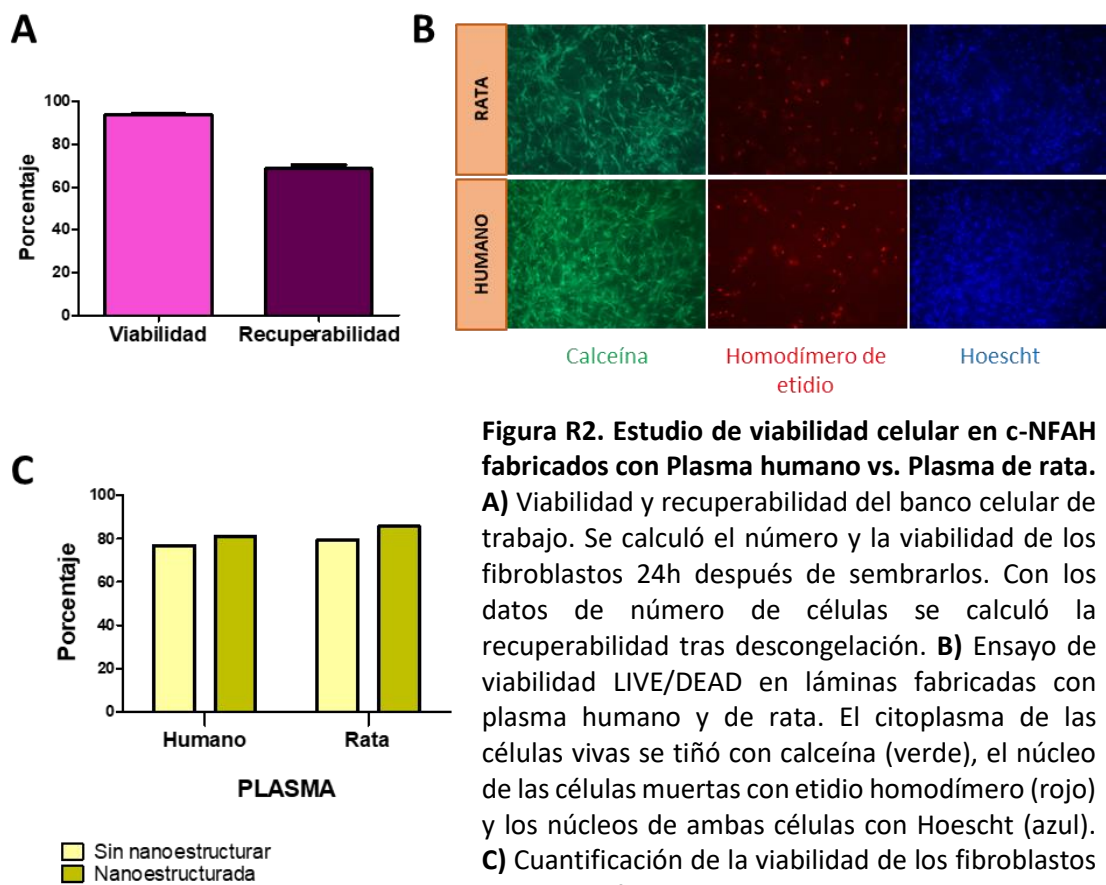 A
100
80
60
40
20
0
Porcentaje
Viabilidad
Recuperabilidad
B
RATA
HUMANO
Calceína
Homodímero de
etidio
Hoescht
C
100
80
60
40
20
0
Porcentaje
Humano
Rata
PLASMA
Sin nanoestructurar
Nanoestructurada
Figura R2. Estudio de viabilidad celular en c-NFAH
fabricados con Plasma humano vs. Plasma de rata.
A) Viabilidad y recuperabilidad del banco celular de
trabajo. Se calculó el número y la viabilidad de los
fibroblastos 24h después de sembrarlos. Con los
datos de número de células se calculó la
recuperabilidad tras descongelación. B) Ensayo de
viabilidad LIVE/DEAD en láminas fabricadas con
plasma humano y de rata. El citoplasma de las
células vivas se tiñó con calceína (verde), el núcleo
de las células muertas con etidio homodímero (rojo)
y los núcleos de ambas células con Hoescht (azul).
C) Cuantificación de la viabilidad de los fibroblastos